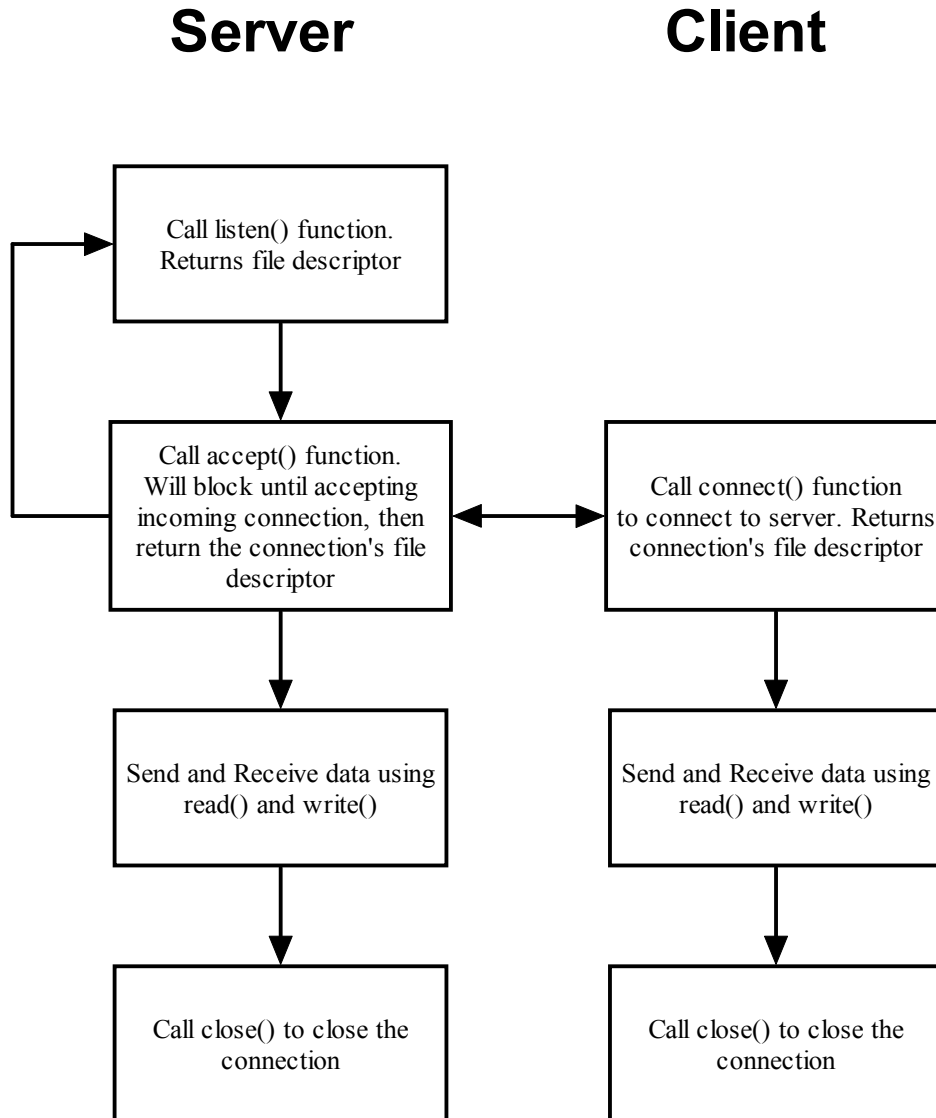 Server
Client
Call listen() function.
Returns file descriptor
Call accept() function.
Will block until accepting
incoming connection, then
return the connection's file
descriptor
Call connect() function
to connect to server. Returns
connection's file descriptor
Send and Receive data using
read() and write()
Send and Receive data using
read() and write()
Call close() to close the
connection
Call close() to close the
connection